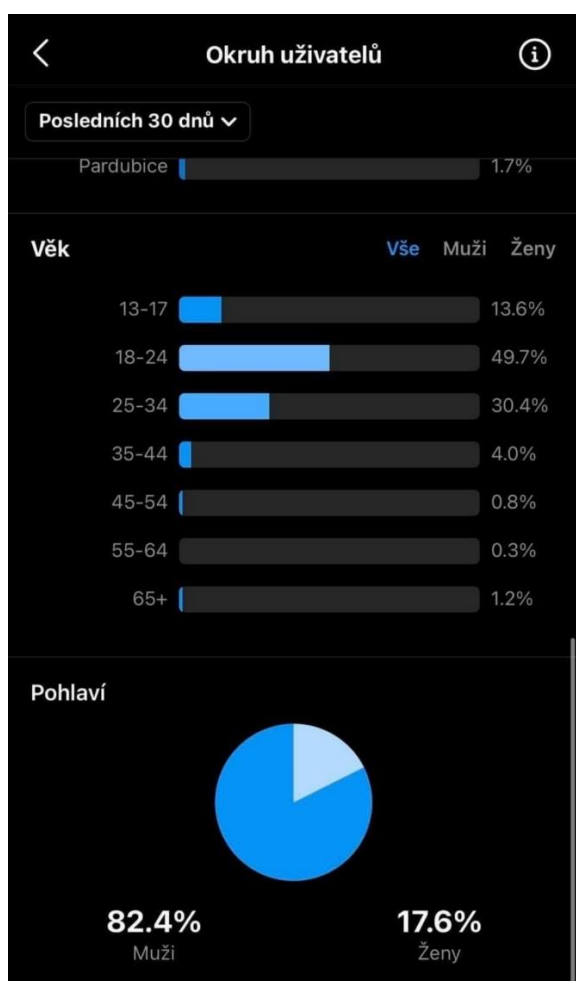 Okruh uživatelů
Posledních 30 dnů
Pardubice 1.7%
Věk Vše Muži Ženy
13-17 13.6%
18-24 49.7%
25-34 30.4%
35-44 4.0%
45-54 0.8%
55-64 0.3%
65+ 1.2%
Pohlaví
82.4% 17.6%
Muži Ženy